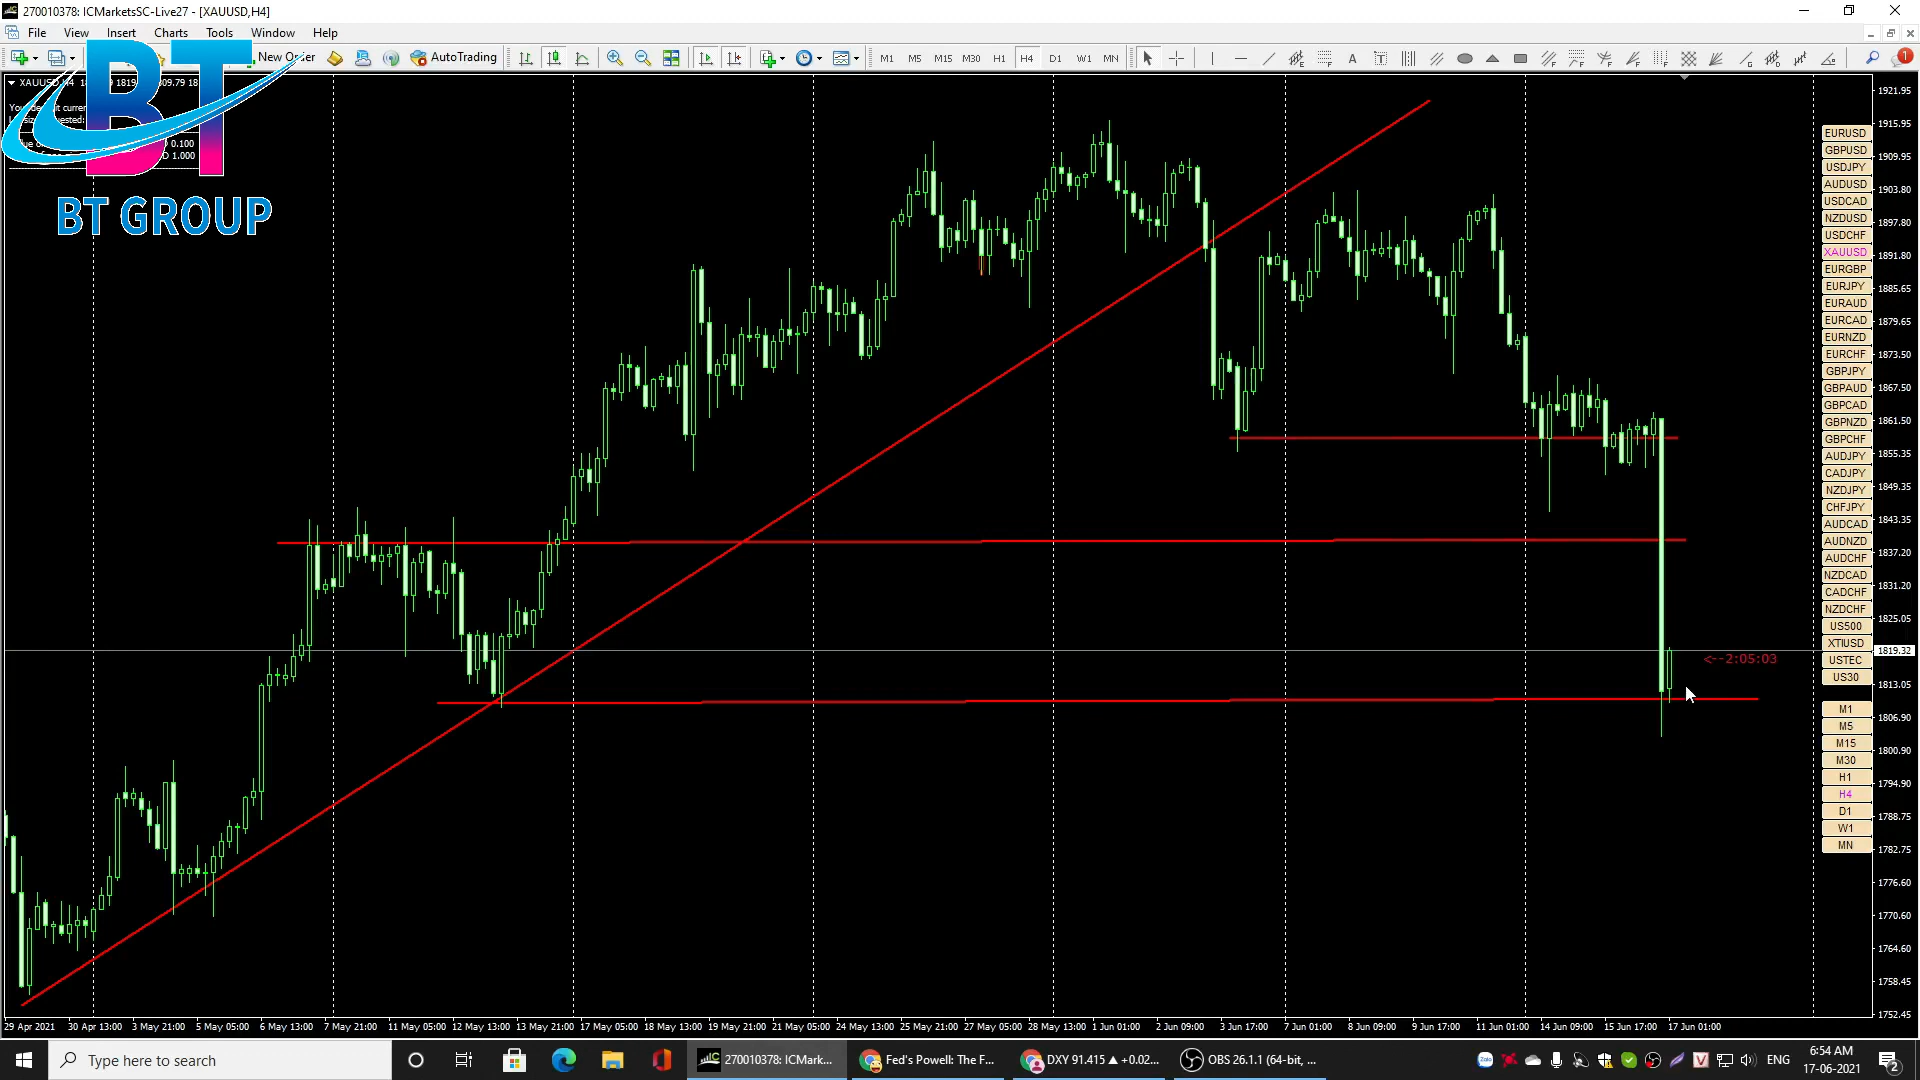 270010378: ICMarketsSC-Live27 - [XAUUSD,H4]
File View Insert Charts Tools Window Help
New Order AutoTrading M1 M5 M15 M30 H1 H4 D1 W1 MN
1
BT
BT GROUP
0.100
1.000
1921.95
1915.95
1909.95
1903.80
1897.80
1891.80
1885.65
1879.65
1873.50
1867.50
1861.50
1855.35
1849.35
1843.35
1837.20
1831.20
1825.05
1819.32
1813.05
1806.90
1800.90
1794.90
1788.75
1782.75
1776.60
1770.60
1764.60
1758.45
1752.45
EURUSD
GBPUSD
USDJPY
AUDUSD
USDCAD
NZDUSD
USDCHF
XAUUSD
EURGBP
EURJPY
EURAUD
EURCAD
EURNZD
EURCHF
GBPJPY
GBPAUD
GBPCAD
GBPNZD
GBPCHF
AUDJPY
CADJPY
NZDJPY
CHFJPY
AUDCAD
AUDNZD
AUDCHF
NZDCAD
CADCHF
NZDCHF
US500
XTIUSD
USTEC
US30
M1
M5
M15
M30
H1
H4
D1
W1
MN
<--2:05:03
29 Apr 2021 30 Apr 13:00 3 May 21:00 5 May 05:00 6 May 13:00 7 May 21:00 11 May 05:00 12 May 13:00 13 May 21:00 17 May 05:00 18 May 13:00 19 May 21:00 21 May 05:00 24 May 13:00 25 May 21:00 27 May 05:00 28 May 13:00 1 Jun 01:00 2 Jun 09:00 3 Jun 17:00 7 Jun 01:00 8 Jun 09:00 9 Jun 17:00 11 Jun 01:00 14 Jun 09:00 15 Jun 17:00 17 Jun 01:00
Type here to search
270010378: ICMark...
Fed's Powell: The F...
DXY 91.415 ▲ +0.02...
OBS 26.1.1 (64-bit, ...
ENG
6:54 AM
17-06-2021
2